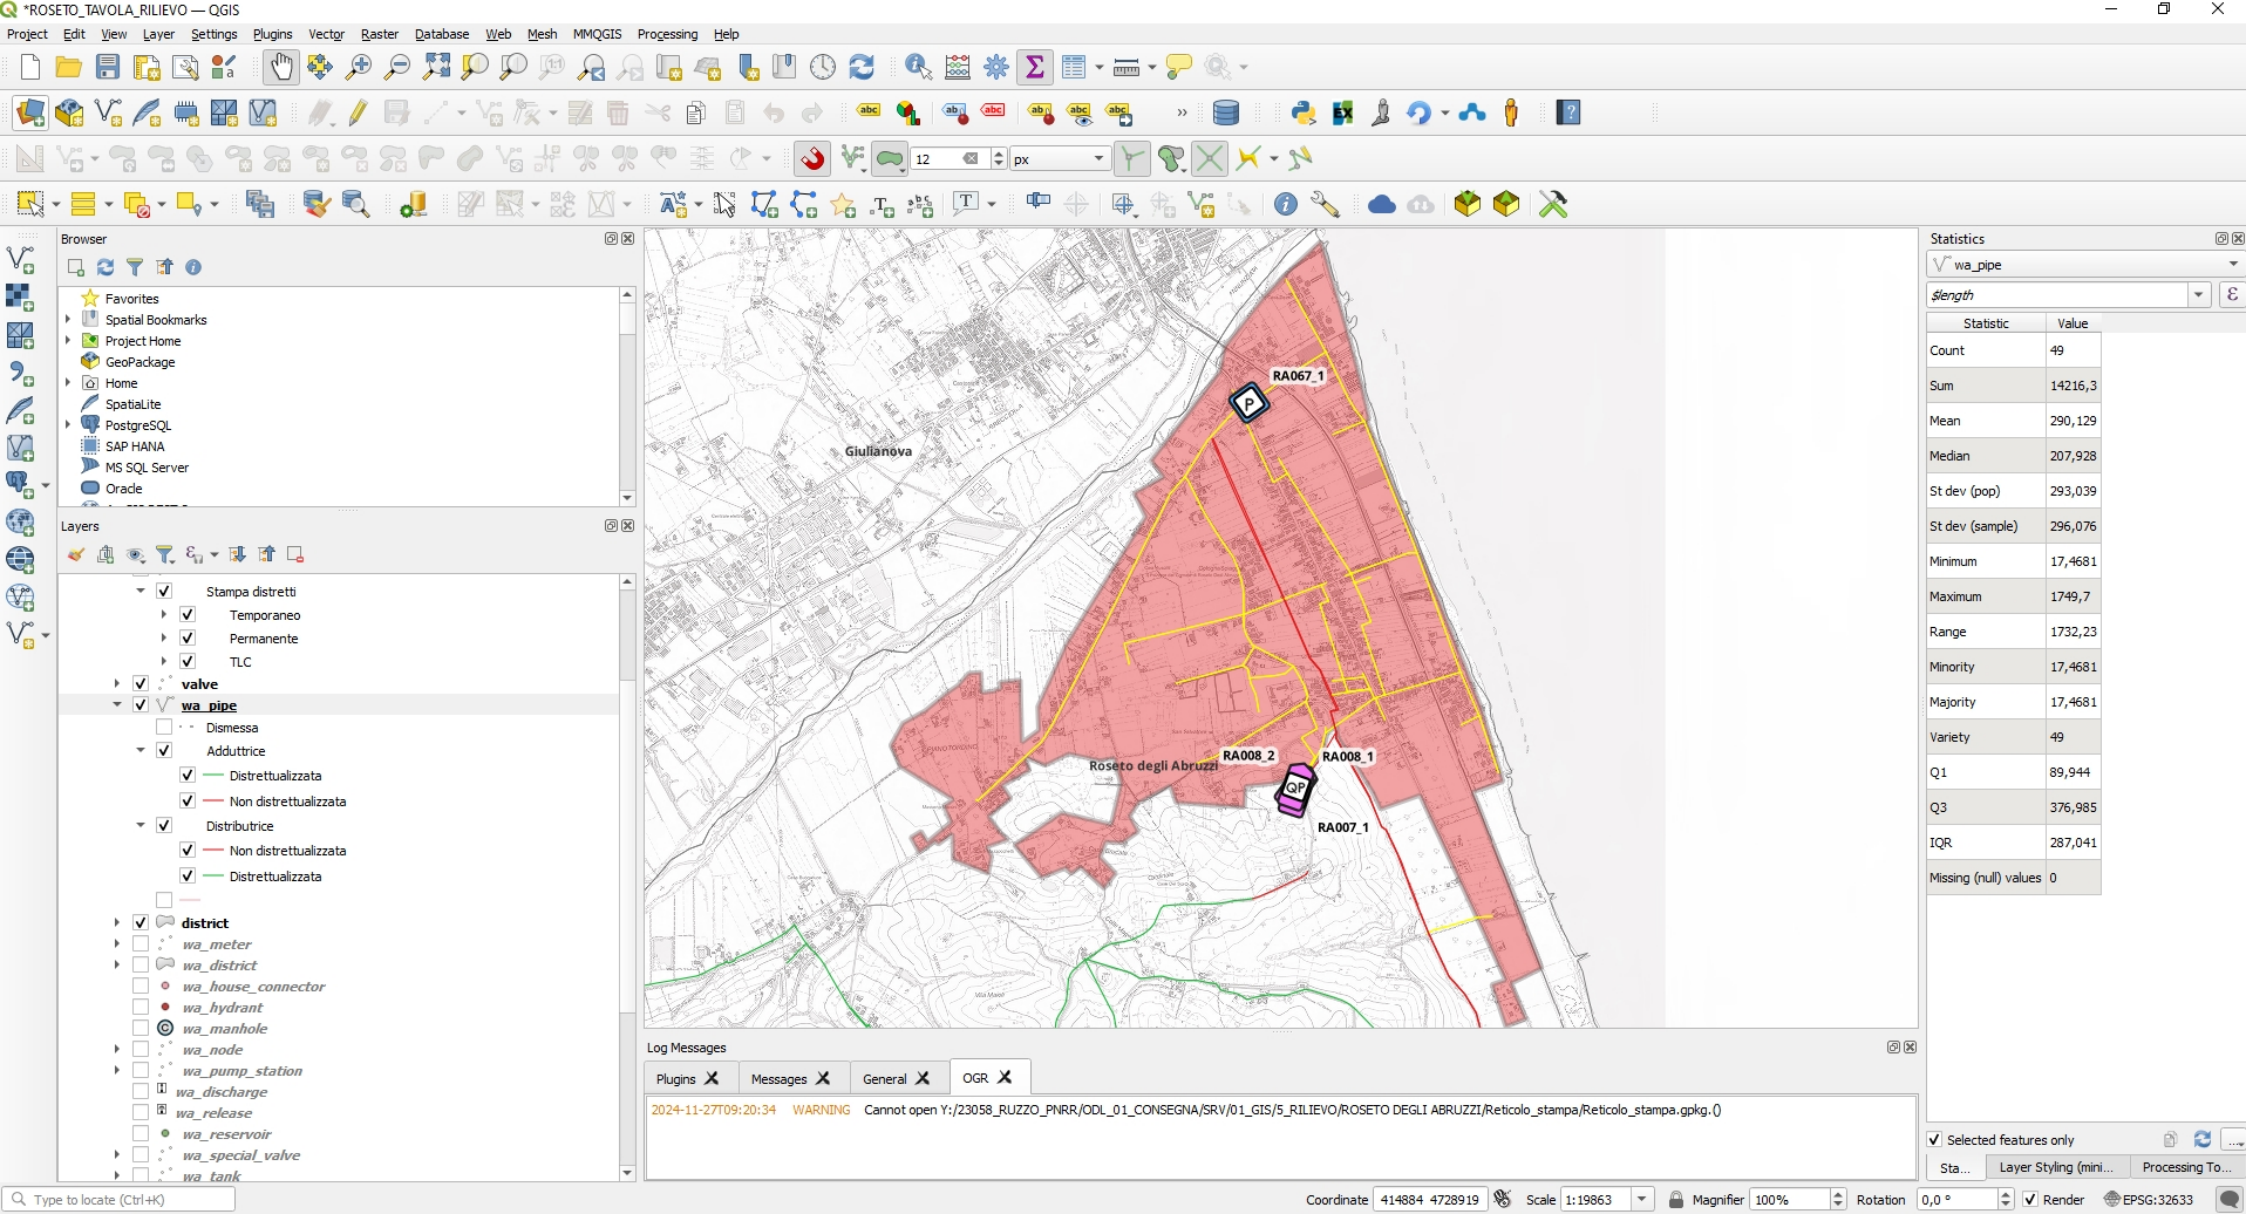 *ROSETO_TAVOLA_RILIEVO — QGIS
Project Edit View Layer Settings Plugins Vector Raster Database Web Mesh MMQGIS Processing Help
12 px
Browser
Favorites
Spatial Bookmarks
Project Home
GeoPackage
Home
SpatiaLite
PostgreSQL
SAP HANA
MS SQL Server
Oracle
Layers
Stampa distretti
Temporaneo
Permanente
TLC
valve
wa_pipe
Dismessa
Adduttrice
Distrettualizzata
Non distrettualizzata
Distributrice
Non distrettualizzata
Distrettualizzata
district
wa_meter
wa_district
wa_house_connector
wa_hydrant
wa_manhole
wa_node
wa_pump_station
wa_discharge
wa_release
wa_reservoir
wa_special_valve
wa_tank
Type to locate (Ctrl+K)
RA067_1
P
Giulianova
RA008_2
RA008_1
Roseto degli Abruzzi
QP
RA007_1
Log Messages
Plugins Messages General OGR
2024-11-27T09:20:34 WARNING Cannot open Y:/23058_RUZZO_PNRR/ODL_01_CONSEGNA/SRV/01_GIS/5_RILIEVO/ROSETO DEGLI ABRUZZI/Reticolo_stampa/Reticolo_stampa.gpkg.()
Statistics
wa_pipe
$length
Statistic Value
Count 49
Sum 14216,3
Mean 290,129
Median 207,928
St dev (pop) 293,039
St dev (sample) 296,076
Minimum 17,4681
Maximum 1749,7
Range 1732,23
Minority 17,4681
Majority 17,4681
Variety 49
Q1 89,944
Q3 376,985
IQR 287,041
Missing (null) values 0
Selected features only
Sta... Layer Styling (mini... Processing To...
Coordinate 414884 4728919 Scale 1:19863 Magnifier 100% Rotation 0,0 ° Render EPSG:32633